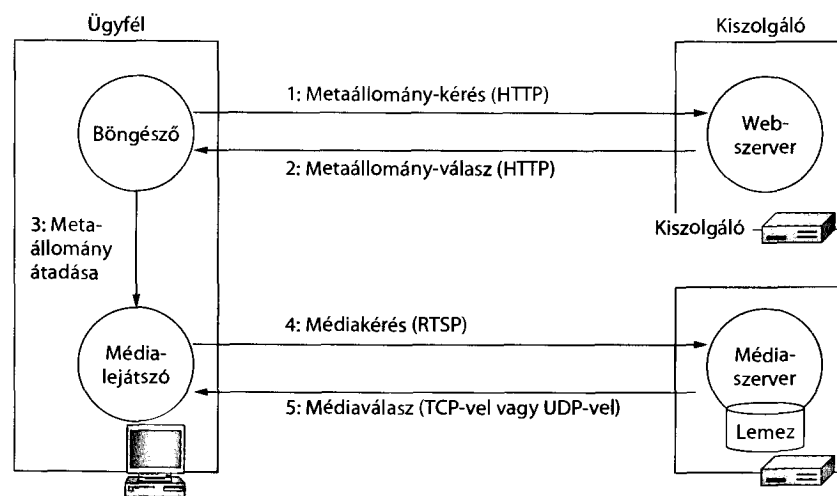 Ügyfél
Kiszolgáló
1: Metaállomány-kérés (HTTP)
Böngésző
Web-
szerver
2: Metaállomány-válasz (HTTP)
3: Meta-
állomány
átadása
Kiszolgáló
4: Médiakérés (RTSP)
Média-
lejátszó
Média-
szerver
5: Médiaválasz (TCP-vel vagy UDP-vel)
Lemez